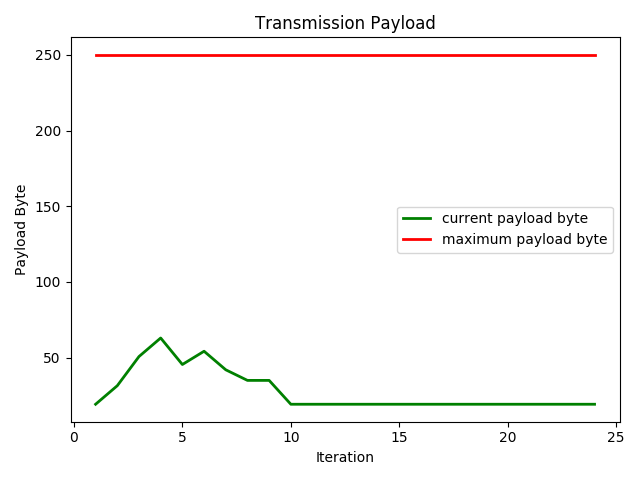 Transmission Payload
250
200
150
100
50
Payload Byte
current payload byte
maximum payload byte
0
5
10
15
20
25
Iteration